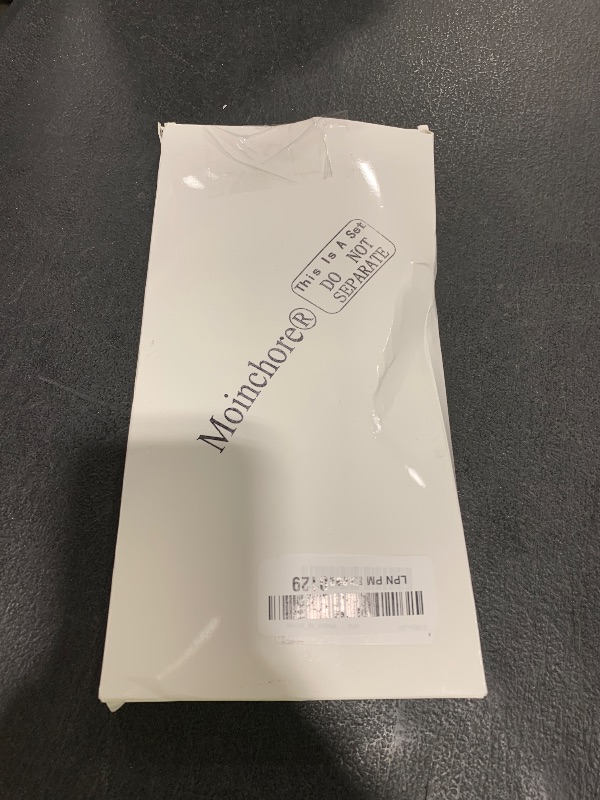 This Is A Set
DO NOT
SEPARATE
Moinchore®
LPN PM